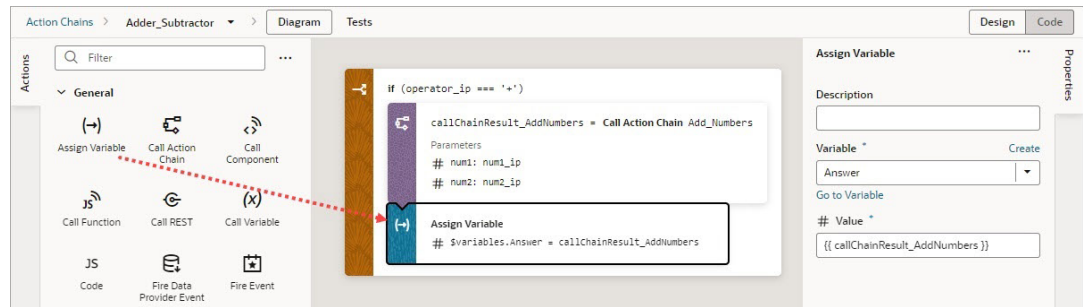 Action Chains > Adder_Subtractor > Diagram Tests Design Code
Actions
Filter ...
General
(→) Assign Variable
Call Action
Chain
Call
Component
JS Call Function
Call REST
(x) Call Variable
JS Code
Fire Data
Provider Event
Fire Event
if (operator_ip === '+')
callChainResult_AddNumbers = Call Action Chain Add_Numbers
Parameters
# num1: num1_ip
# num2: num2_ip
(→) Assign Variable
# $variables.Answer = callChainResult_AddNumbers
Assign Variable ...
Description
Variable * Create
Answer
Go to Variable
# Value *
{{ callChainResult_AddNumbers }}
Properties